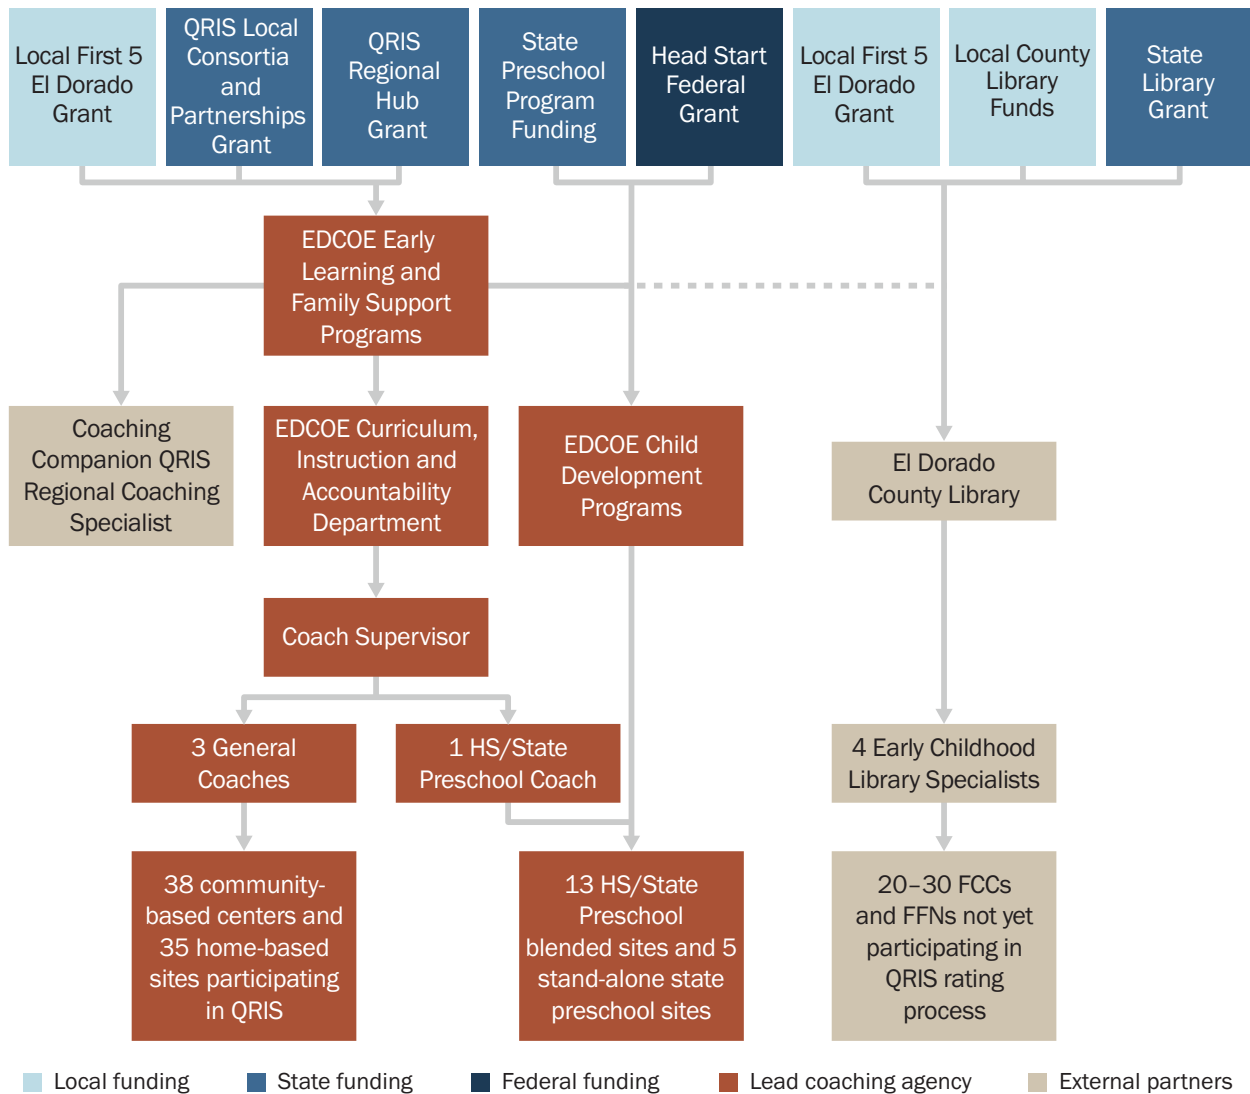 Local First 5
El Dorado
Grant
QRIS Local
Consortia
and
Partnerships
Grant
QRIS
Regional
Hub
Grant
State
Preschool
Program
Funding
Head Start
Federal
Grant
Local First 5
El Dorado
Grant
Local County
Library
Funds
State
Library
Grant
EDCOE Early
Learning and
Family Support
Programs
Coaching
Companion QRIS
Regional Coaching
Specialist
EDCOE Curriculum,
Instruction and
Accountability
Department
EDCOE Child
Development
Programs
El Dorado
County Library
Coach Supervisor
3 General
Coaches
1 HS/State
Preschool Coach
4 Early Childhood
Library Specialists
38 community-
based centers and
35 home-based
sites participating
in QRIS
13 HS/State
Preschool
blended sites and 5
stand-alone state
preschool sites
20–30 FCCs
and FFNs not yet
participating in
QRIS rating
process
Local funding
State funding
Federal funding
Lead coaching agency
External partners